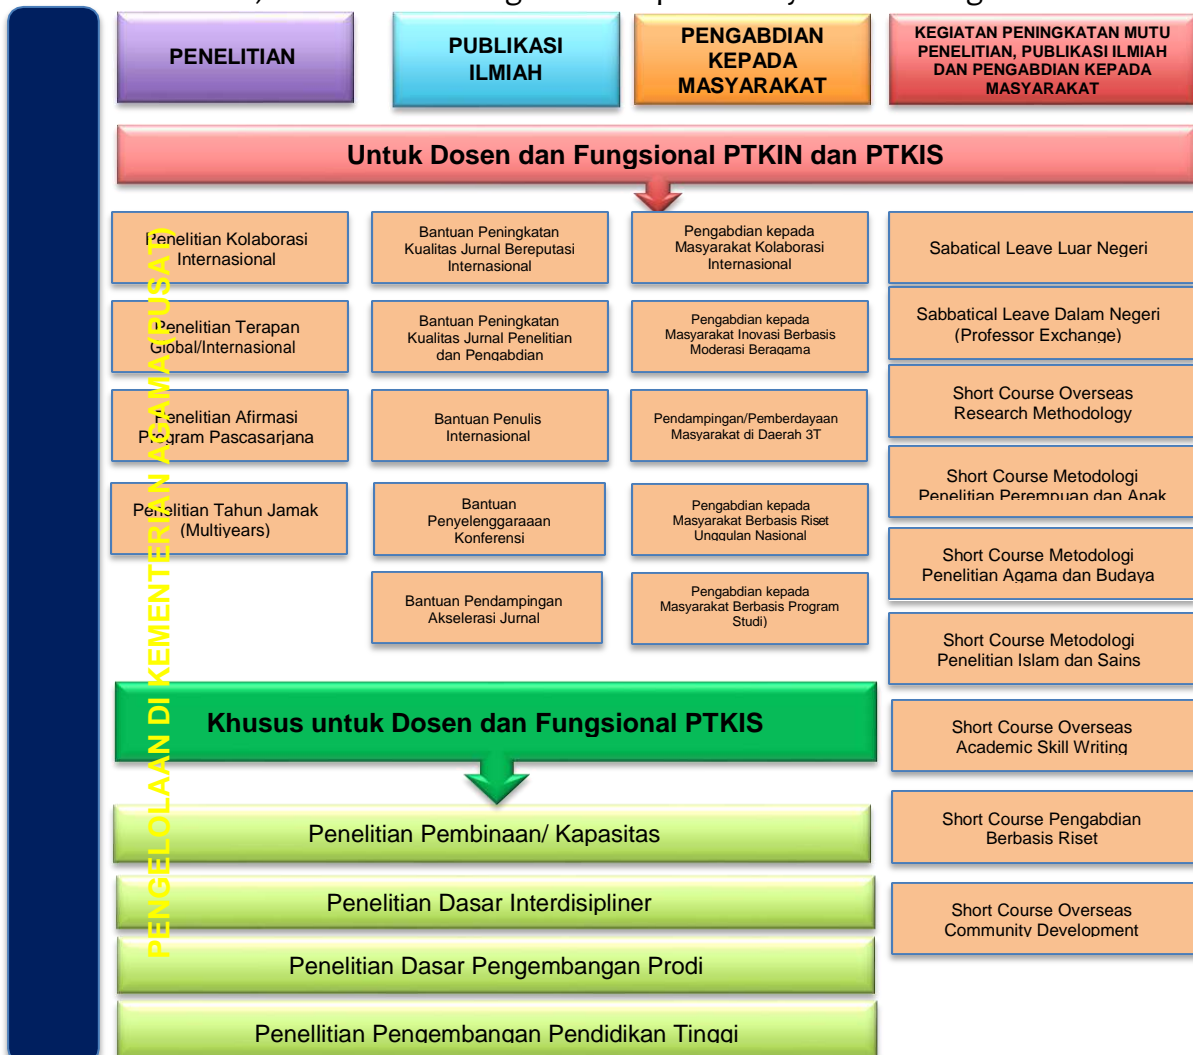 PENELITIAN
PUBLIKASI
ILMIAH
PENGABDIAN
KEPADA
MASYARAKAT
KEGIATAN PENINGKATAN MUTU
PENELITIAN, PUBLIKASI ILMIAH
DAN PENGABDIAN KEPADA
MASYARAKAT
Untuk Dosen dan Fungsional PTKIN dan PTKIS
PENGELOLAAN DI KEMENTERIAN AGAMA (PUSAT)
Penelitian Kolaborasi
Internasional
Penelitian Terapan
Global/Internasional
Penelitian Afirmasi
Program Pascasarjana
Penelitian Tahun Jamak
(Multiyears)
Bantuan Peningkatan
Kualitas Jurnal Bereputasi
Internasional
Bantuan Peningkatan
Kualitas Jurnal Penelitian
dan Pengabdian
Bantuan Penulis
Internasional
Bantuan
Penyelenggaraaan
Konferensi
Bantuan Pendampingan
Akselerasi Jurnal
Pengabdian kepada
Masyarakat Kolaborasi
Internasional
Pengabdian kepada
Masyarakat Inovasi Berbasis
Moderasi Beragama
Pendampingan/Pemberdayaan
Masyarakat di Daerah 3T
Pengabdian kepada
Masyarakat Berbasis Riset
Unggulan Nasional
Pengabdian kepada
Masyarakat Berbasis Program
Studi)
Sabatical Leave Luar Negeri
Sabbatical Leave Dalam Negeri
(Professor Exchange)
Short Course Overseas
Research Methodology
Short Course Metodologi
Penelitian Perempuan dan Anak
Short Course Metodologi
Penelitian Agama dan Budaya
Short Course Metodologi
Penelitian Islam dan Sains
Short Course Overseas
Academic Skill Writing
Short Course Pengabdian
Berbasis Riset
Short Course Overseas
Community Development
Khusus untuk Dosen dan Fungsional PTKIS
Penelitian Pembinaan/ Kapasitas
Penelitian Dasar Interdisipliner
Penelitian Dasar Pengembangan Prodi
Penellitian Pengembangan Pendidikan Tinggi